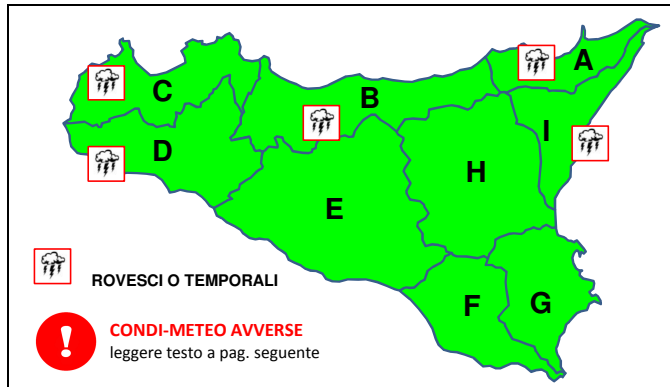 A
B
C
I
D
H
E
F
G
ROVESCI O TEMPORALI
!
CONDI-METEO AVVERSE
leggere testo a pag. seguente